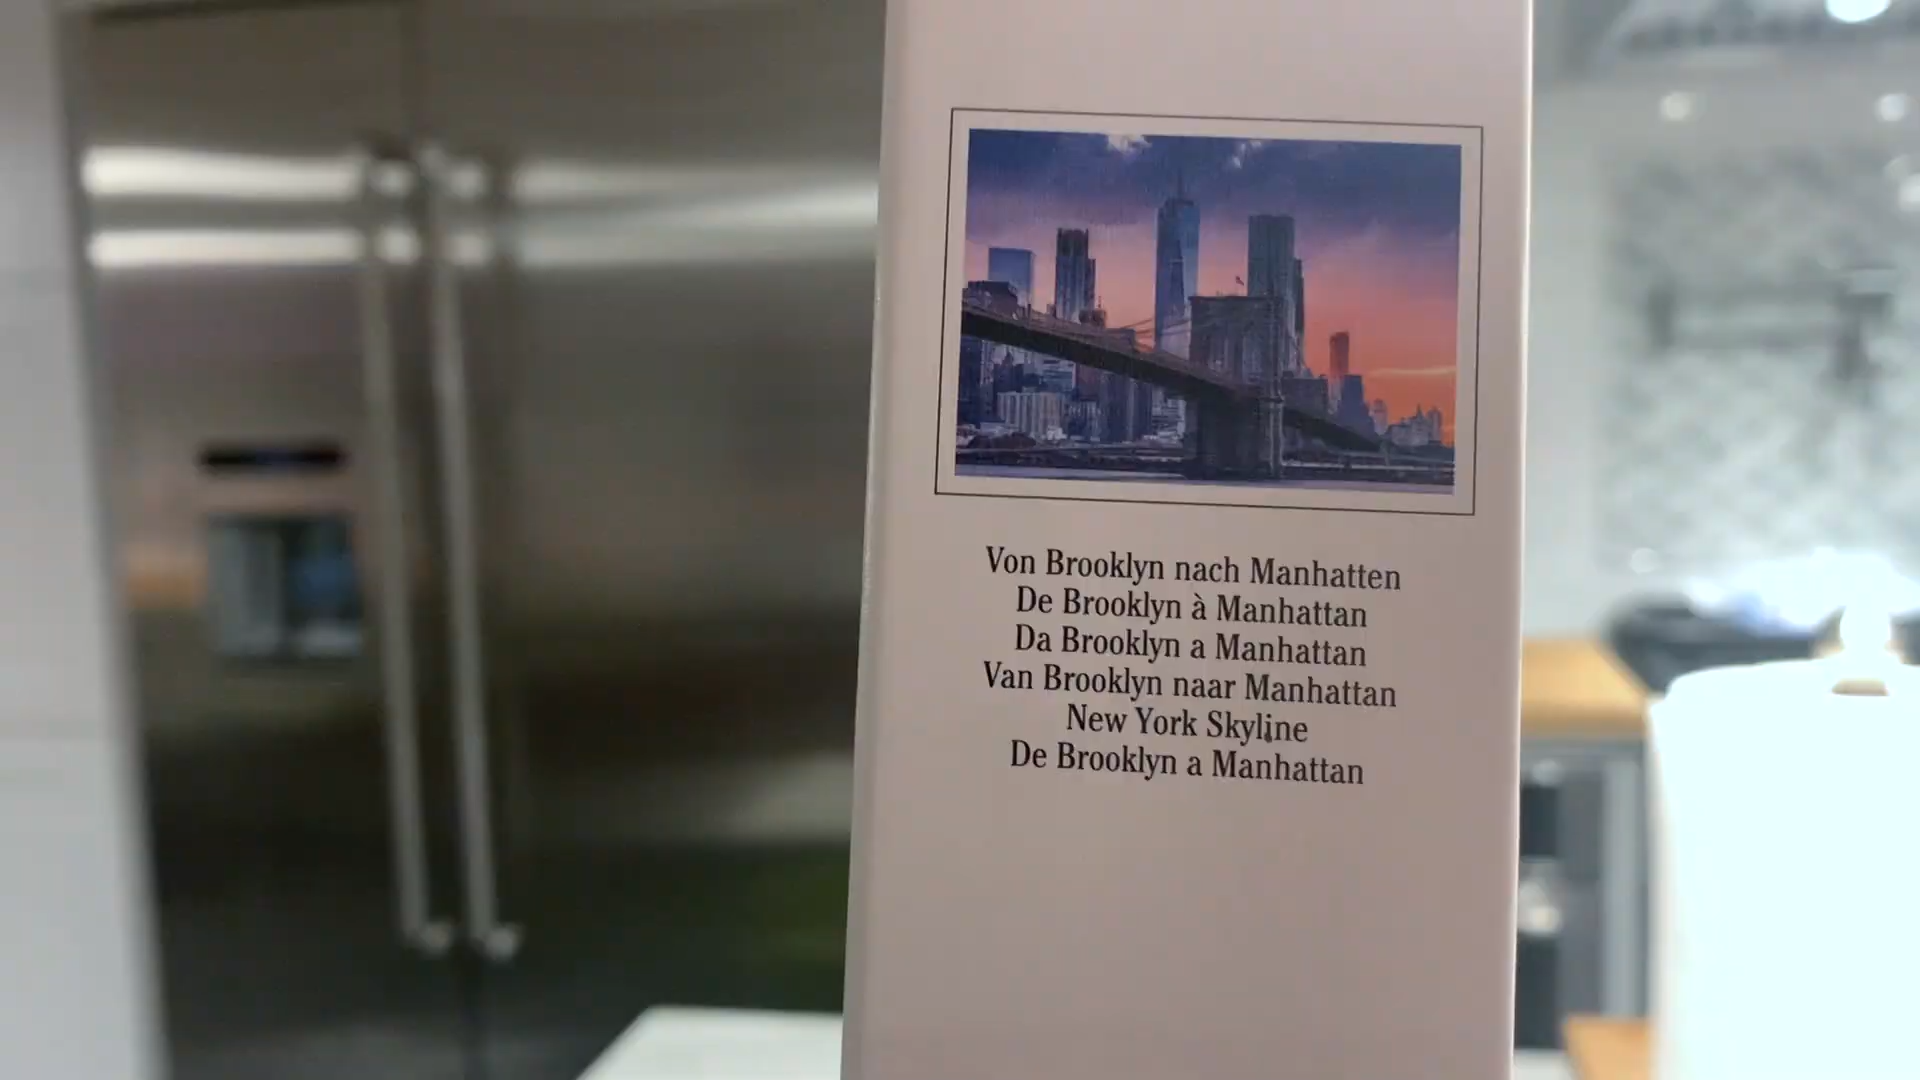 Von Brooklyn nach Manhatten
De Brooklyn à Manhattan
Da Brooklyn a Manhattan
Van Brooklyn naar Manhattan
New York Skyline
De Brooklyn a Manhattan